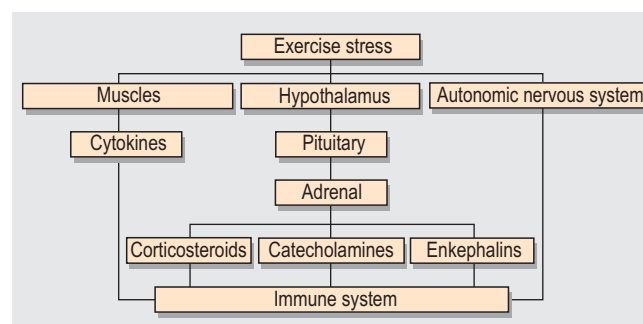 Exercise stress
Muscles
Hypothalamus
Autonomic nervous system
Cytokines
Pituitary
Adrenal
Corticosteroids
Catecholamines
Enkephalins
Immune system